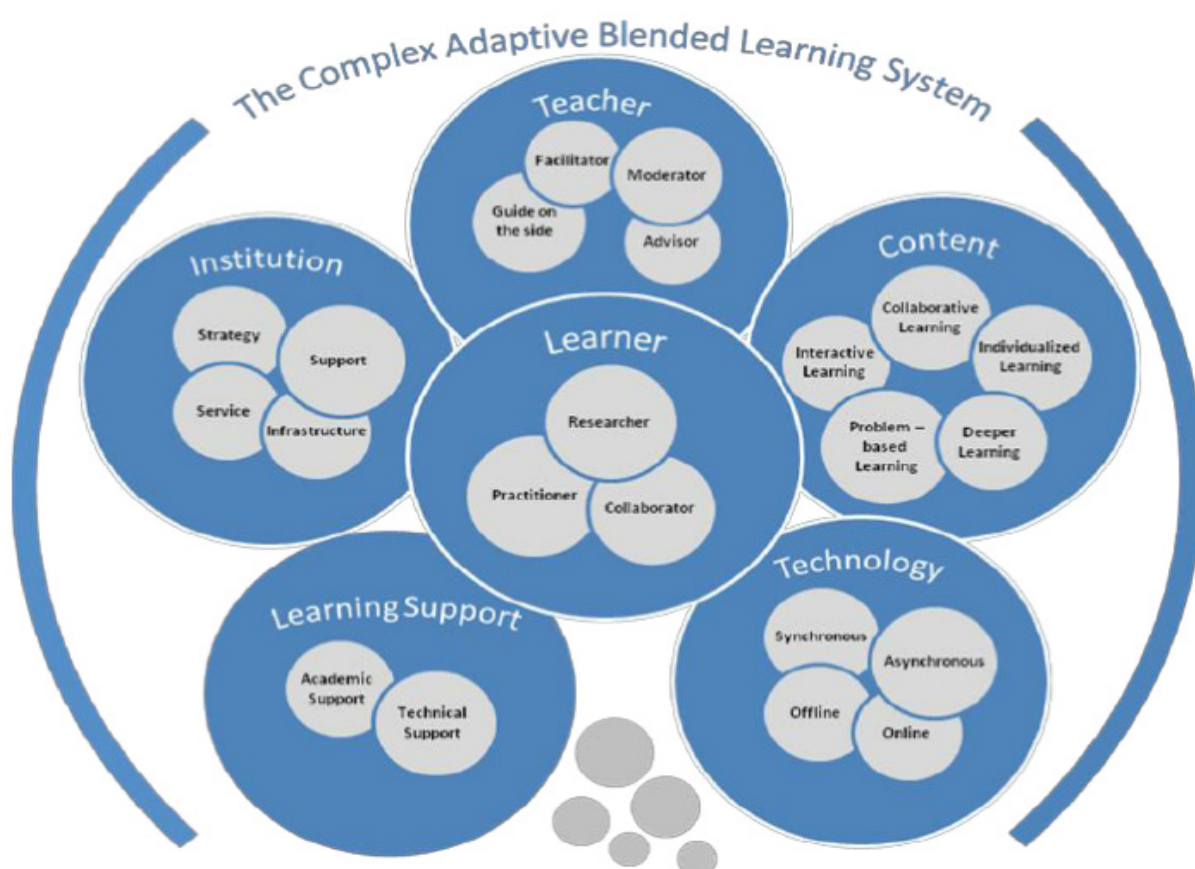 The Complex Adaptive Blended Learning System
Teacher
Facilitator
Moderator
Guide on
the side
Advisor
Institution
Strategy
Support
Service
Infrastructure
Content
Collaborative
Learning
Interactive
Learning
Individualized
Learning
Problem –
based
Learning
Deeper
Learning
Learner
Researcher
Practitioner
Collaborator
Learning Support
Academic
Support
Technical
Support
Technology
Synchronous
Asynchronous
Offline
Online